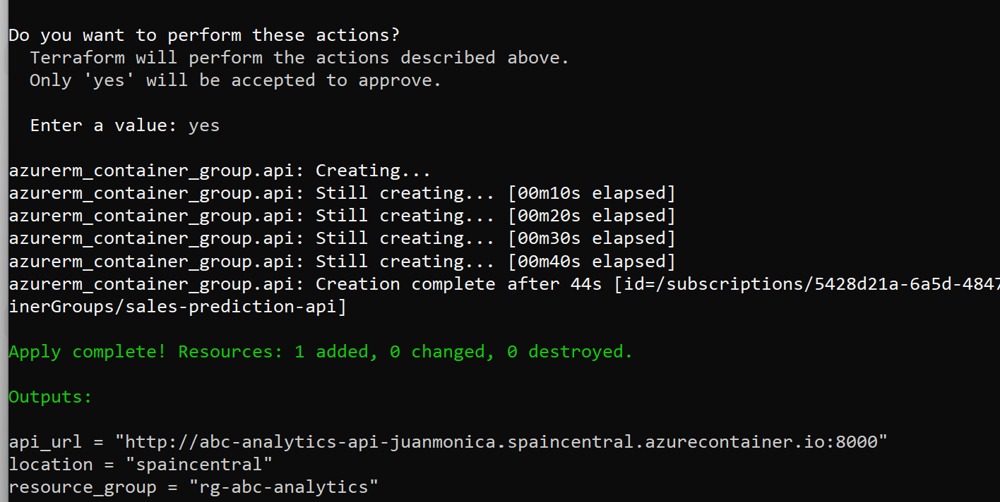 Do you want to perform these actions?
Terraform will perform the actions described above.
Only 'yes' will be accepted to approve.
Enter a value: yes
azurerm_container_group.api: Creating...
azurerm_container_group.api: Still creating... [00m10s elapsed]
azurerm_container_group.api: Still creating... [00m20s elapsed]
azurerm_container_group.api: Still creating... [00m30s elapsed]
azurerm_container_group.api: Still creating... [00m40s elapsed]
azurerm_container_group.api: Creation complete after 44s [id=/subscriptions/5428d21a-6a5d-4847
inerGroups/sales-prediction-api]
Apply complete! Resources: 1 added, 0 changed, 0 destroyed.
Outputs:
api_url = "http://abc-analytics-api-juanmonica.spaincentral.azurecontainer.io:8000"
location = "spaincentral"
resource_group = "rg-abc-analytics"